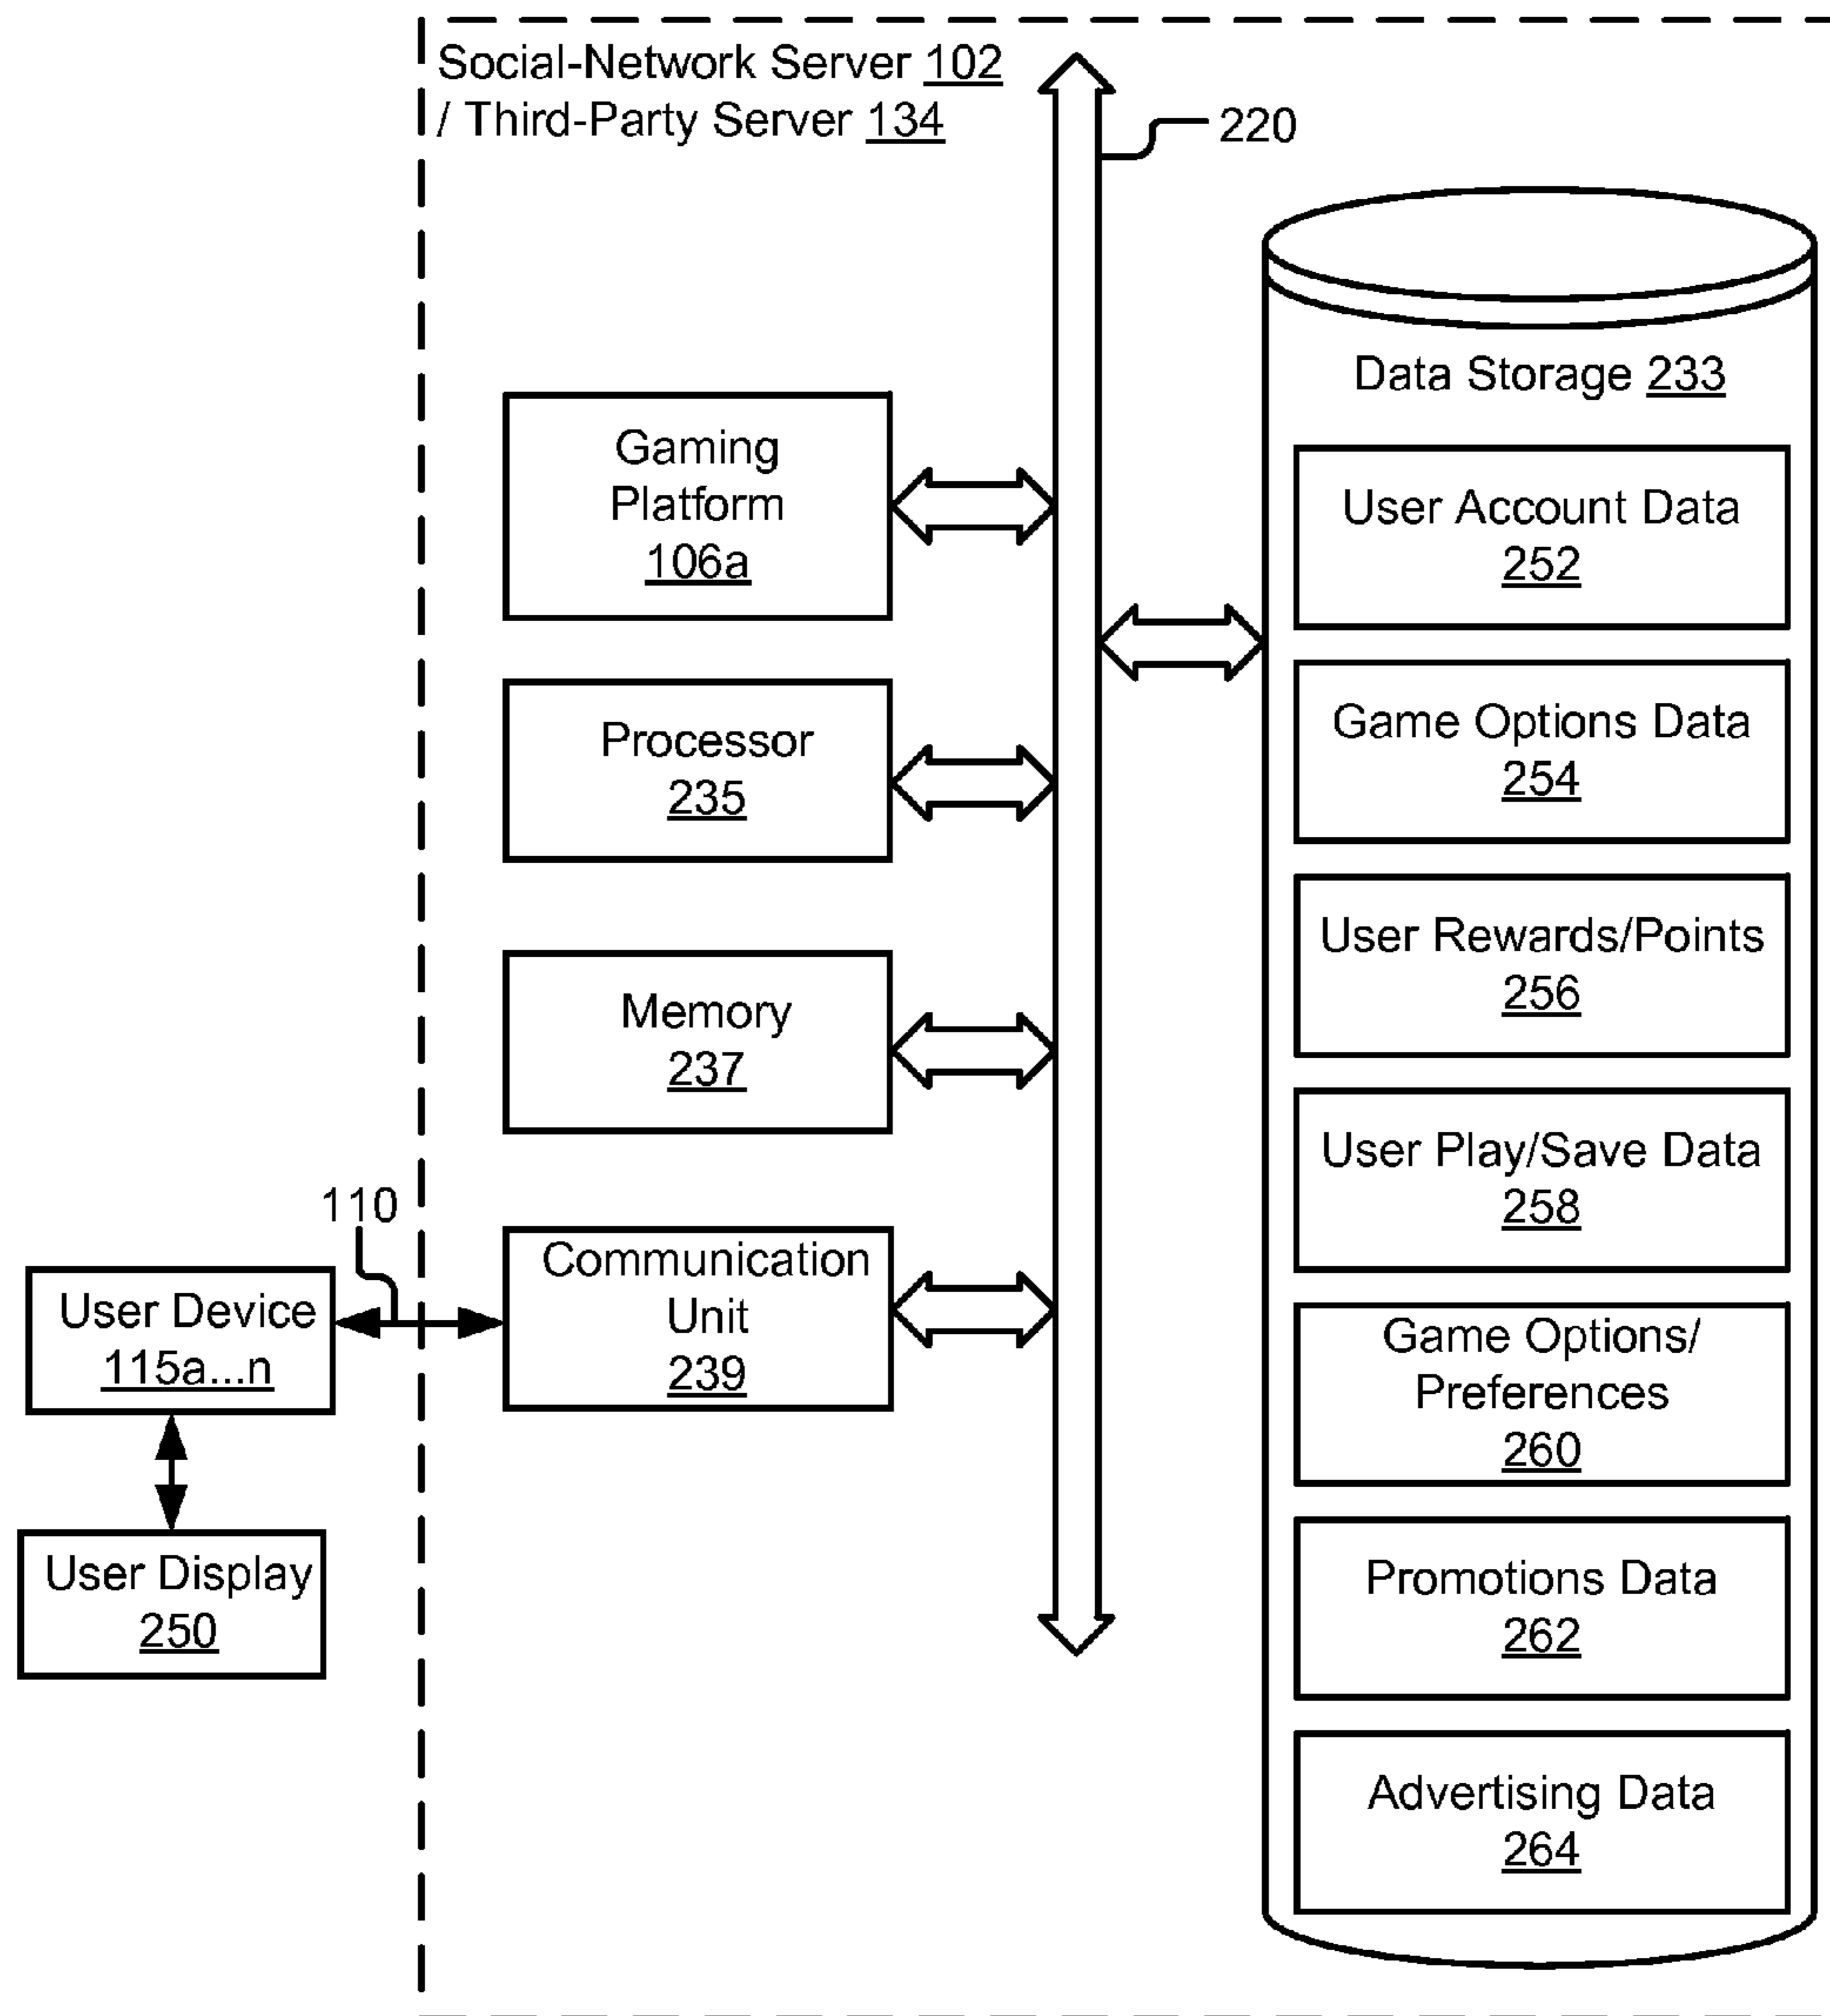 Social-Network Server 102
/ Third-Party Server 134
220
Data Storage 233
Gaming
Platform
106a
User Account Data
252
Processor
235
Game Options Data
254
User Rewards/Points
256
Memory
237
User Play/Save Data
258
110
Communication
Unit
239
User Device
115a...n
Game Options/
Preferences
260
User Display
250
Promotions Data
262
Advertising Data
264